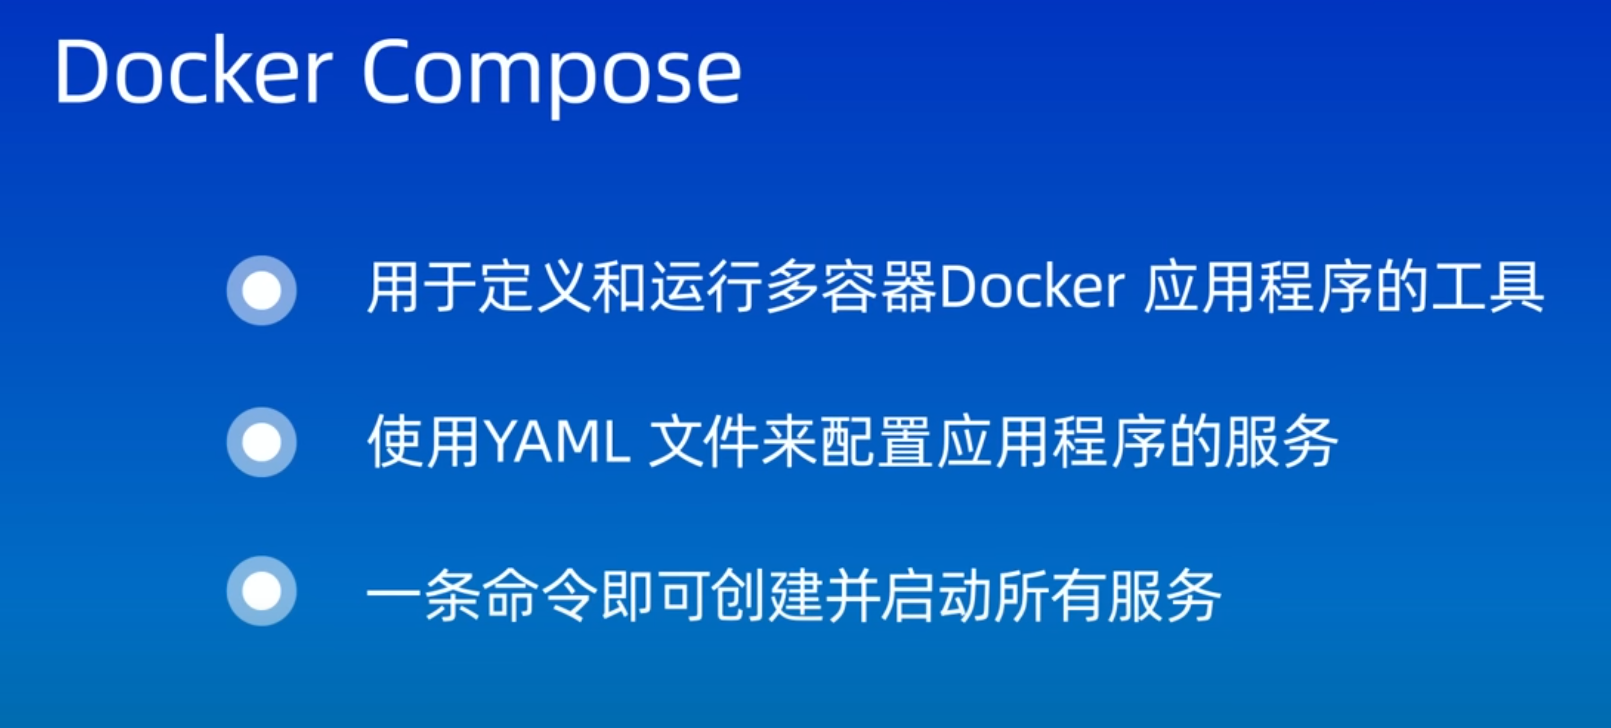 Docker Compose
用于定义和运行多容器Docker 应用程序的工具
使用YAML 文件来配置应用程序的服务
一条命令即可创建并启动所有服务